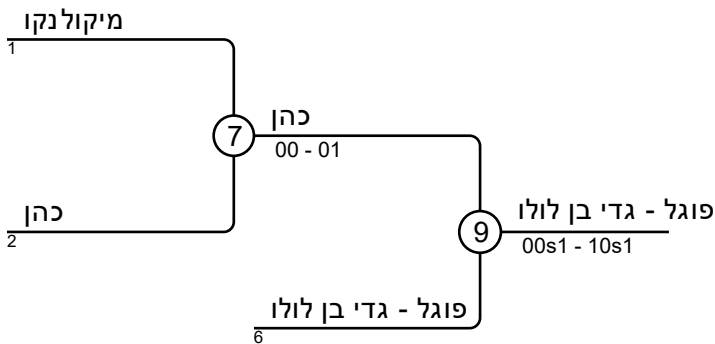 מיקולנקו
1
כהן
7
00 - 01
כהן
2
פוגל - גדי בן לולו
9
00s1 - 10s1
פוגל - גדי בן לולו
6